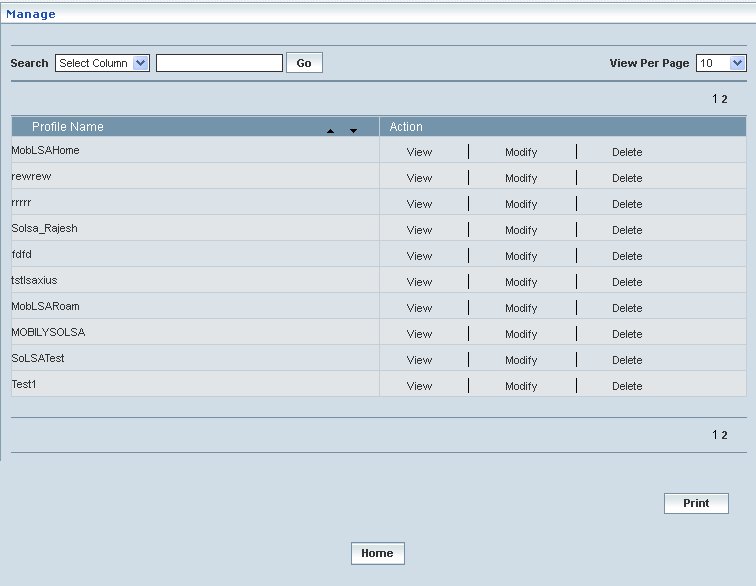 Manage
Search Select Column Go View Per Page 10
1 2
Profile Name Action
MobLSAHome View Modify Delete
rewrew View Modify Delete
rrrrr View Modify Delete
Solsa_Rajesh View Modify Delete
fdfd View Modify Delete
tstlsaxius View Modify Delete
MobLSARoam View Modify Delete
MOBILYSOLSA View Modify Delete
SoLSATest View Modify Delete
Test1 View Modify Delete
1 2
Print
Home